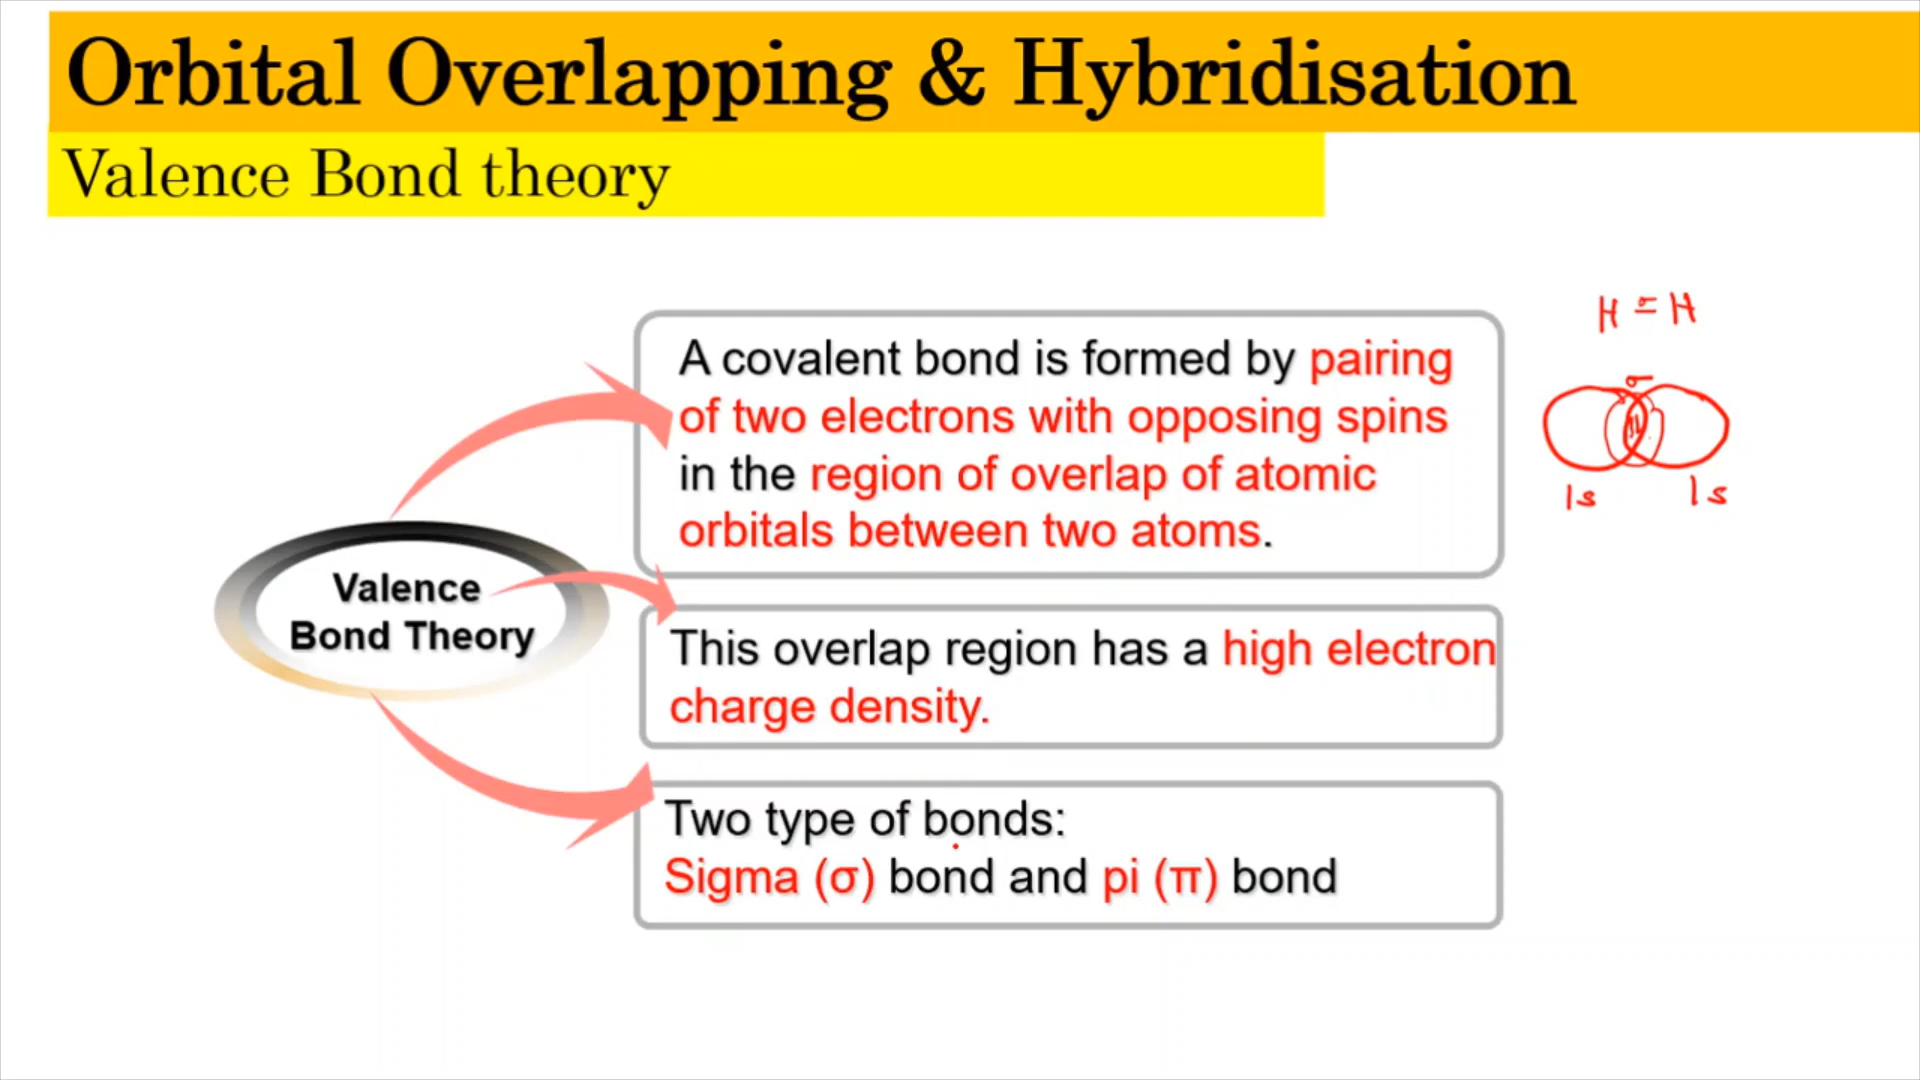 Orbital Overlapping & Hybridisation
Valence Bond theory
A covalent bond is formed by pairing
of two electrons with opposing spins
in the region of overlap of atomic
orbitals between two atoms.
H σ H
σ
1s 1s
Valence
Bond Theory
This overlap region has a high electron
charge density.
Two type of bonds:
Sigma (σ) bond and pi (π) bond